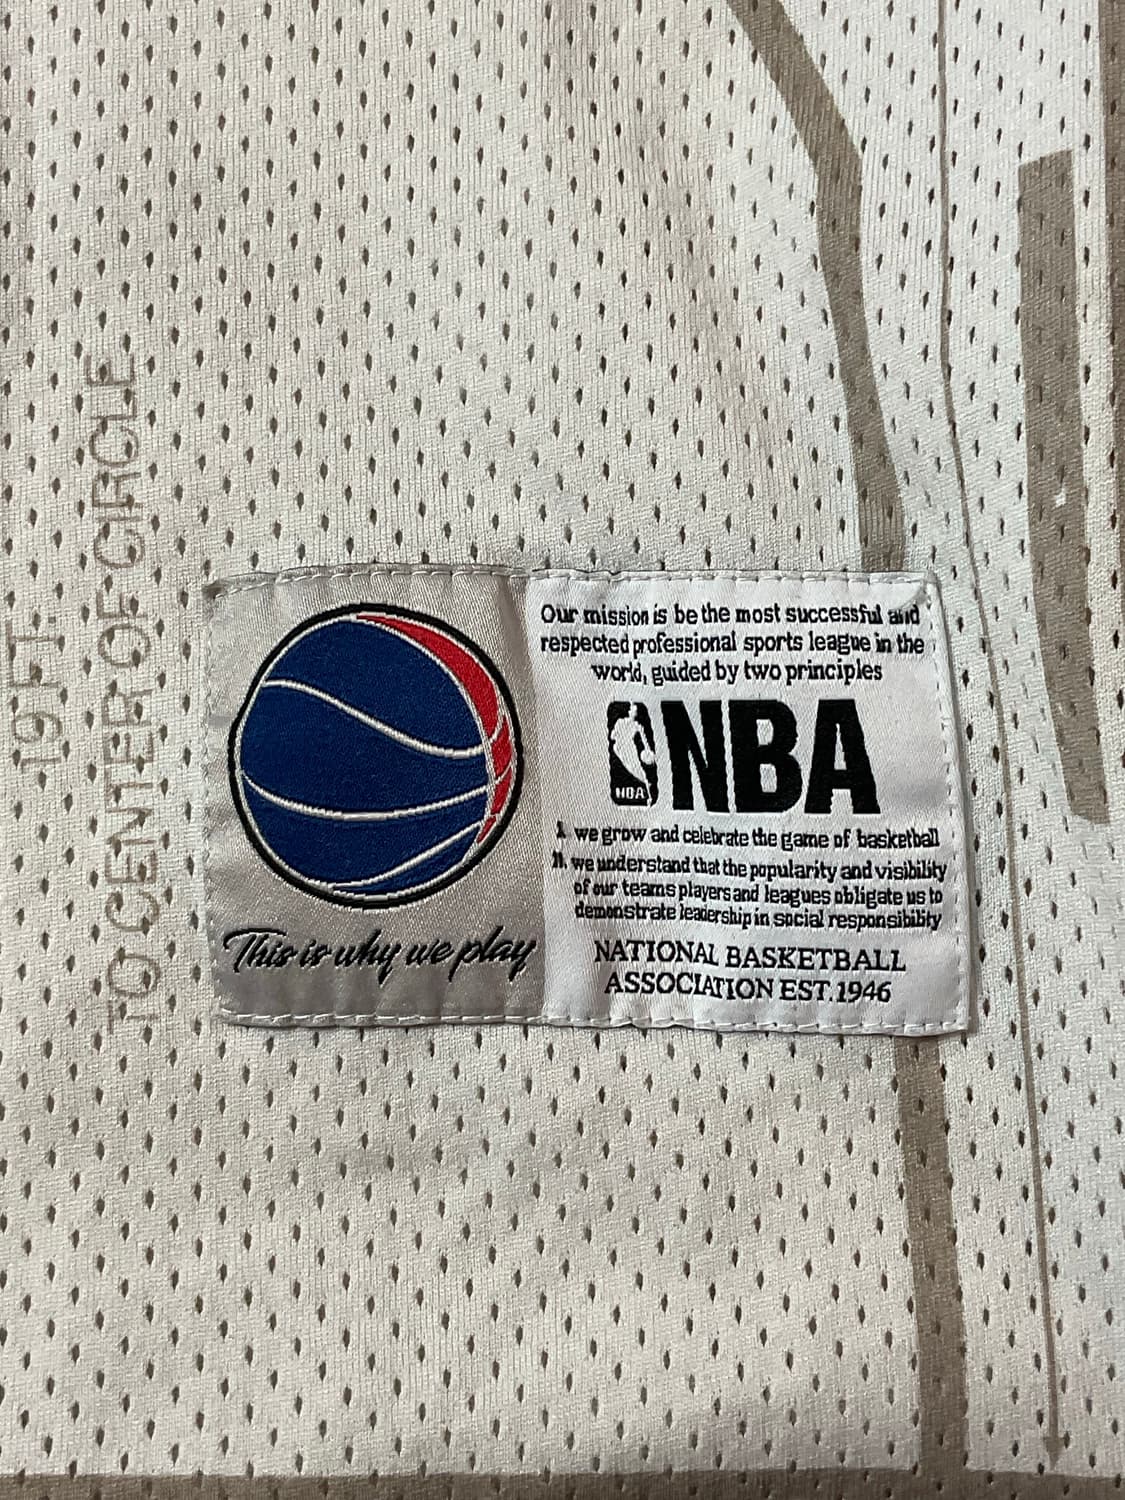 19 FT.
TO CENTER OF CIRCLE
Our mission is be the most successful and
respected professional sports league in the
world, guided by two principles
NBA
NBA
I. we grow and celebrate the game of basketball
II. we understand that the popularity and visibility
of our teams players and leagues obligate us to
demonstrate leadership in social responsibility
NATIONAL BASKETBALL
ASSOCIATION EST.1946
This is why we play